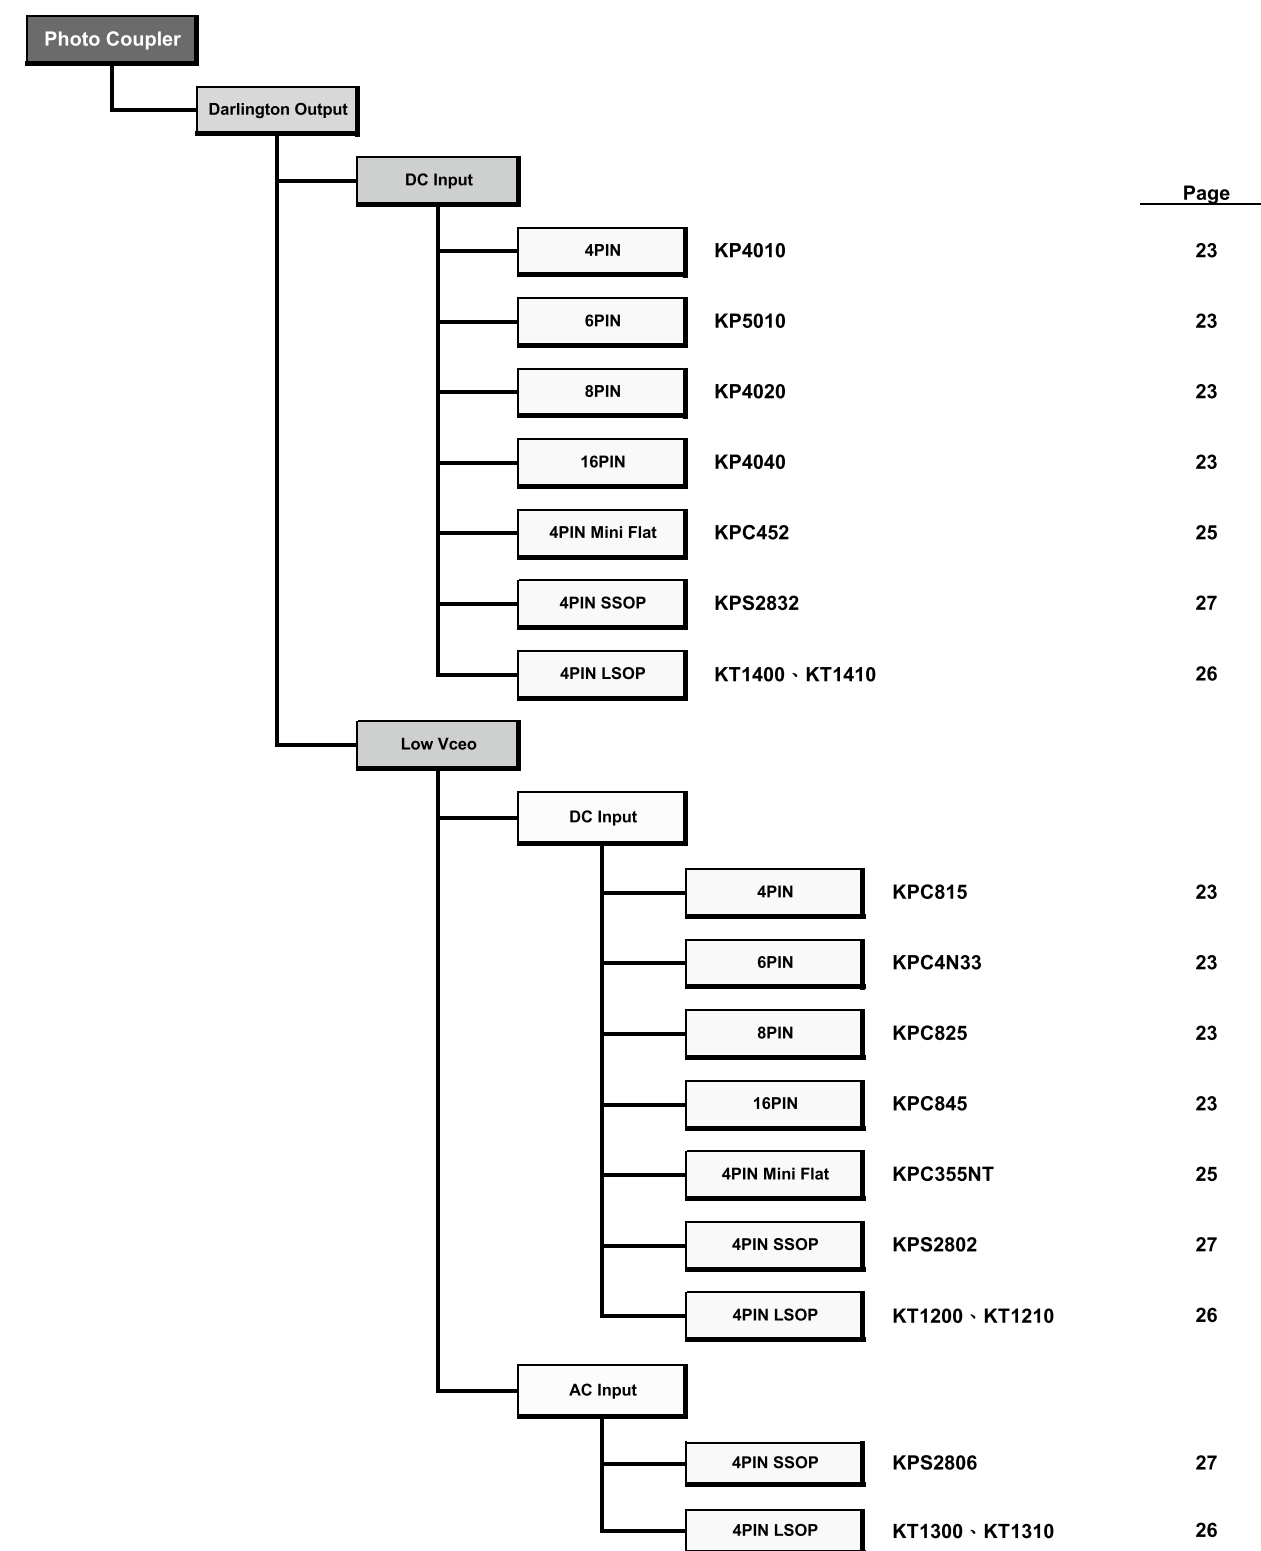 Photo Coupler
Darlington Output
DC Input
Page
4PIN KP4010 23
6PIN KP5010 23
8PIN KP4020 23
16PIN KP4040 23
4PIN Mini Flat KPC452 25
4PIN SSOP KPS2832 27
4PIN LSOP KT1400、KT1410 26
Low Vceo
DC Input
4PIN KPC815 23
6PIN KPC4N33 23
8PIN KPC825 23
16PIN KPC845 23
4PIN Mini Flat KPC355NT 25
4PIN SSOP KPS2802 27
4PIN LSOP KT1200、KT1210 26
AC Input
4PIN SSOP KPS2806 27
4PIN LSOP KT1300、KT1310 26